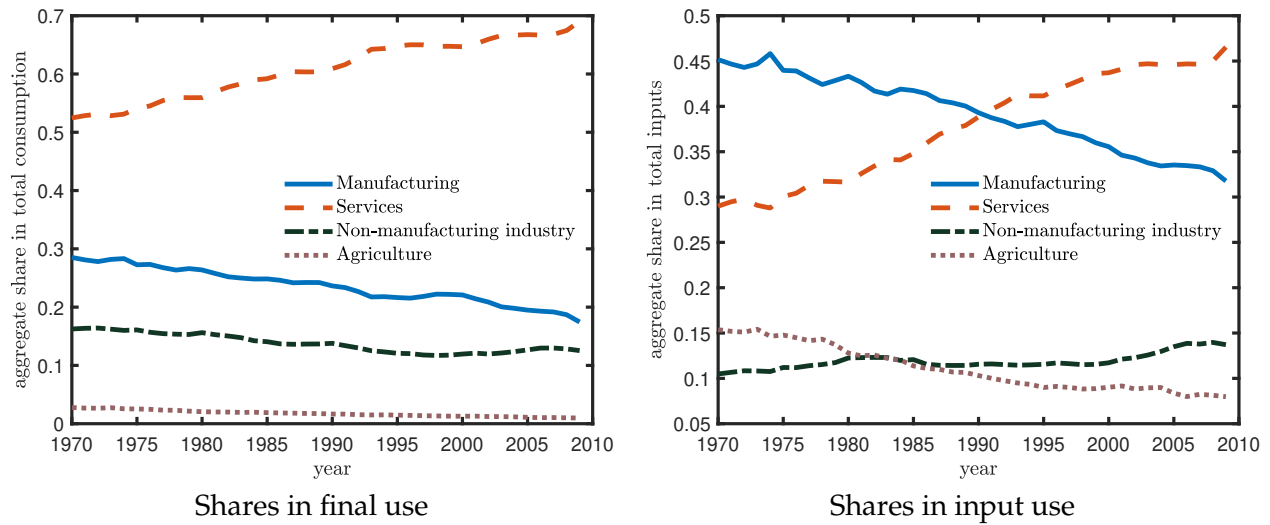 aggregate share in total consumption
0.7
0.6
0.5
0.4
0.3
0.2
0.1
0
Manufacturing
Services
Non-manufacturing industry
Agriculture
1970 1975 1980 1985 1990 1995 2000 2005 2010
year
Shares in final use
aggregate share in total inputs
0.45
0.4
0.35
0.3
0.25
0.2
0.15
0.1
0.05
Manufacturing
Services
Non-manufacturing industry
Agriculture
1970 1975 1980 1985 1990 1995 2000 2005 2010
year
Shares in input use